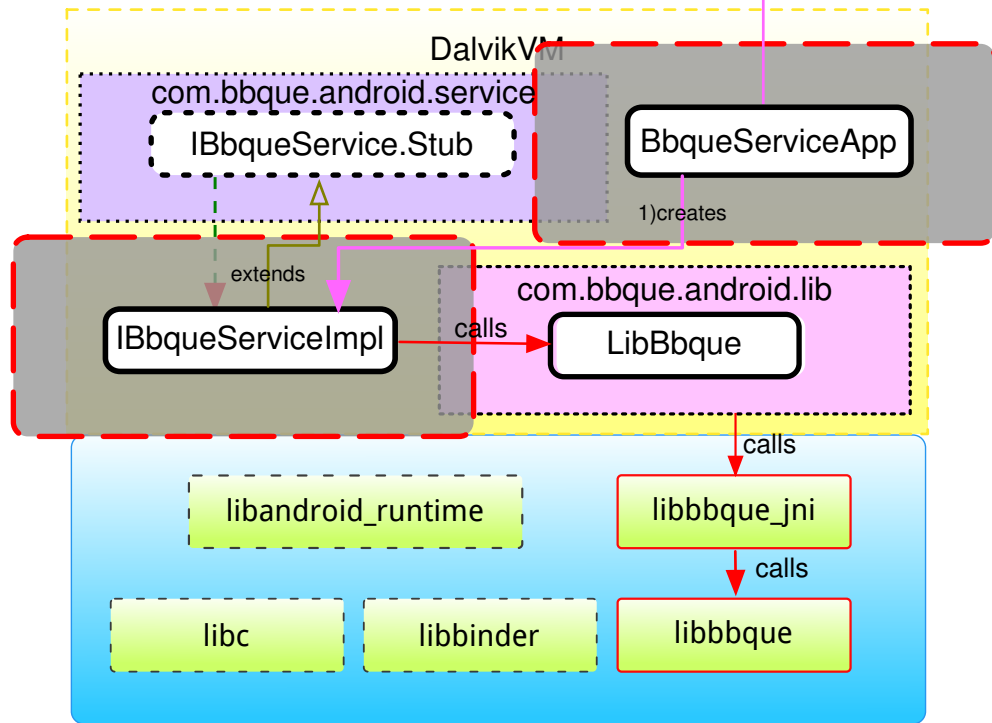 DalvikVM
com.bbque.android.service
IBbqueService.Stub
BbqueServiceApp
1)creates
extends
com.bbque.android.lib
IBbqueServiceImpl
calls
LibBbque
calls
libandroid_runtime
libbbque_jni
calls
libc
libbinder
libbbque